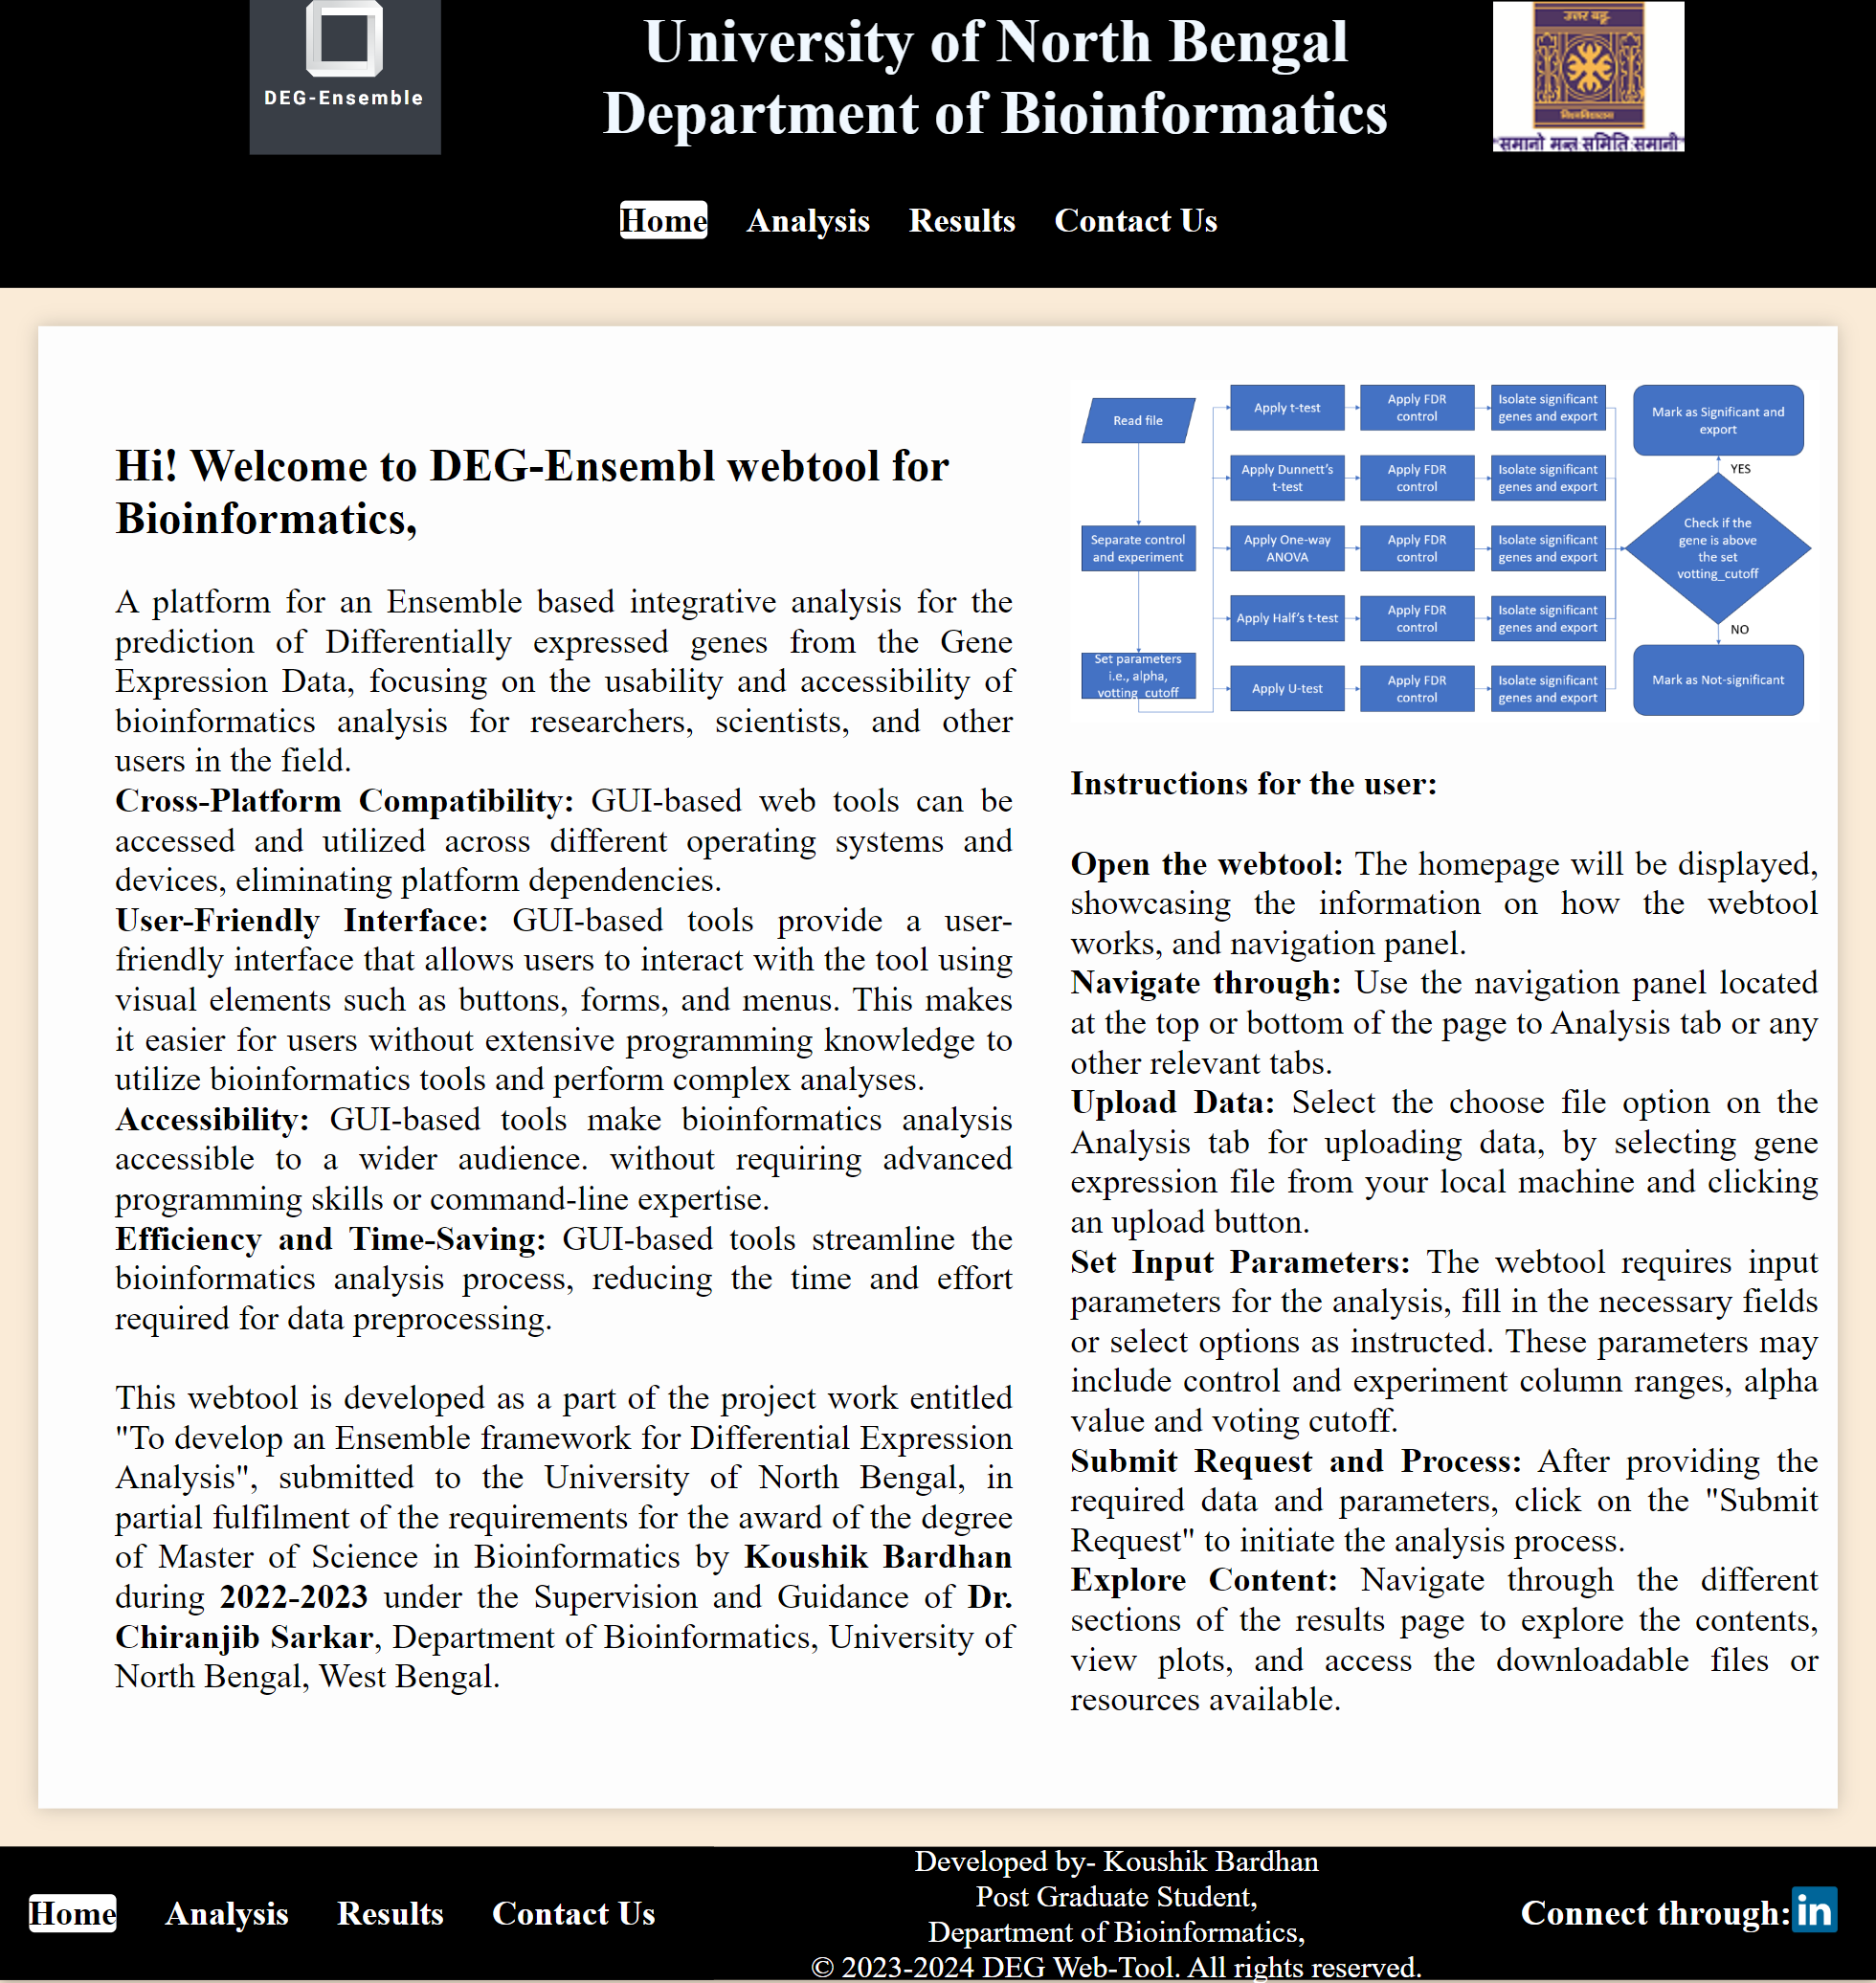 DEG-Ensemble
University of North Bengal
Department of Bioinformatics
समानो मन्त्र समिति समानी
Home
Analysis
Results
Contact Us
Hi! Welcome to DEG-Ensembl webtool for
Bioinformatics,
A platform for an Ensemble based integrative analysis for the
prediction of Differentially expressed genes from the Gene
Expression Data, focusing on the usability and accessibility of
bioinformatics analysis for researchers, scientists, and other
users in the field.
Cross-Platform Compatibility: GUI-based web tools can be
accessed and utilized across different operating systems and
devices, eliminating platform dependencies.
User-Friendly Interface: GUI-based tools provide a user-
friendly interface that allows users to interact with the tool using
visual elements such as buttons, forms, and menus. This makes
it easier for users without extensive programming knowledge to
utilize bioinformatics tools and perform complex analyses.
Accessibility: GUI-based tools make bioinformatics analysis
accessible to a wider audience. without requiring advanced
programming skills or command-line expertise.
Efficiency and Time-Saving: GUI-based tools streamline the
bioinformatics analysis process, reducing the time and effort
required for data preprocessing.
This webtool is developed as a part of the project work entitled
"To develop an Ensemble framework for Differential Expression
Analysis", submitted to the University of North Bengal, in
partial fulfilment of the requirements for the award of the degree
of Master of Science in Bioinformatics by Koushik Bardhan
during 2022-2023 under the Supervision and Guidance of Dr.
Chiranjib Sarkar, Department of Bioinformatics, University of
North Bengal, West Bengal.
Read file
Separate control
and experiment
Set parameters
i.e., alpha,
votting_cutoff
Apply t-test
Apply FDR
control
Isolate significant
genes and export
Apply Dunnett's
t-test
Apply FDR
control
Isolate significant
genes and export
Apply One-way
ANOVA
Apply FDR
control
Isolate significant
genes and export
Apply Half's t-test
Apply FDR
control
Isolate significant
genes and export
Apply U-test
Apply FDR
control
Isolate significant
genes and export
Mark as Significant and
export
YES
Check if the
gene is above
the set
votting_cutoff
NO
Mark as Not-significant
Instructions for the user:
Open the webtool: The homepage will be displayed,
showcasing the information on how the webtool
works, and navigation panel.
Navigate through: Use the navigation panel located
at the top or bottom of the page to Analysis tab or any
other relevant tabs.
Upload Data: Select the choose file option on the
Analysis tab for uploading data, by selecting gene
expression file from your local machine and clicking
an upload button.
Set Input Parameters: The webtool requires input
parameters for the analysis, fill in the necessary fields
or select options as instructed. These parameters may
include control and experiment column ranges, alpha
value and voting cutoff.
Submit Request and Process: After providing the
required data and parameters, click on the "Submit
Request" to initiate the analysis process.
Explore Content: Navigate through the different
sections of the results page to explore the contents,
view plots, and access the downloadable files or
resources available.
Home
Analysis
Results
Contact Us
Developed by- Koushik Bardhan
Post Graduate Student,
Department of Bioinformatics,
© 2023-2024 DEG Web-Tool. All rights reserved.
Connect through:
in